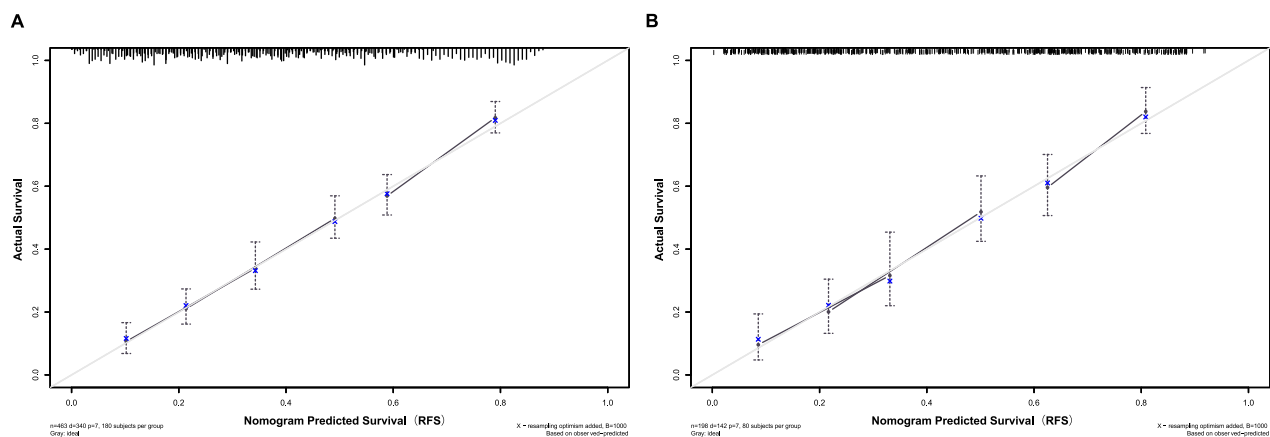 A
1.0
0.8
0.6
0.4
0.2
0.0
Actual Survival
0.0 0.2 0.4 0.6 0.8 1.0
Nomogram Predicted Survival（RFS）
n=463 d=340 p=7, 180 subjects per group
Gray: ideal
X − resampling optimism added, B=1000
Based on observed−predicted
B
1.0
0.8
0.6
0.4
0.2
0.0
Actual Survival
0.0 0.2 0.4 0.6 0.8 1.0
Nomogram Predicted Survival（RFS）
n=198 d=142 p=7, 80 subjects per group
Gray: ideal
X − resampling optimism added, B=1000
Based on observed−predicted